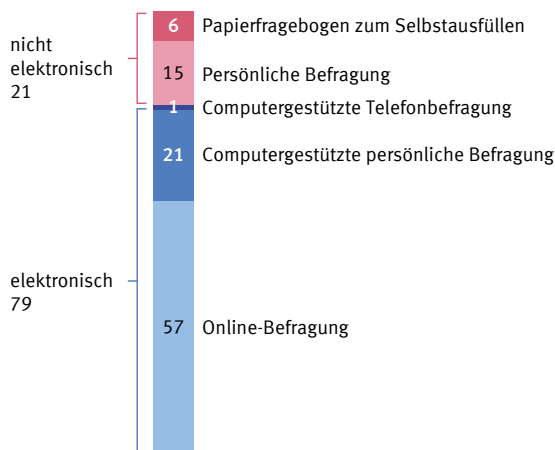 nicht
elektronisch
21
6 Papierfragebogen zum Selbstausfüllen
15 Persönliche Befragung
1 Computergestützte Telefonbefragung
21 Computergestützte persönliche Befragung
elektronisch
79
57 Online-Befragung